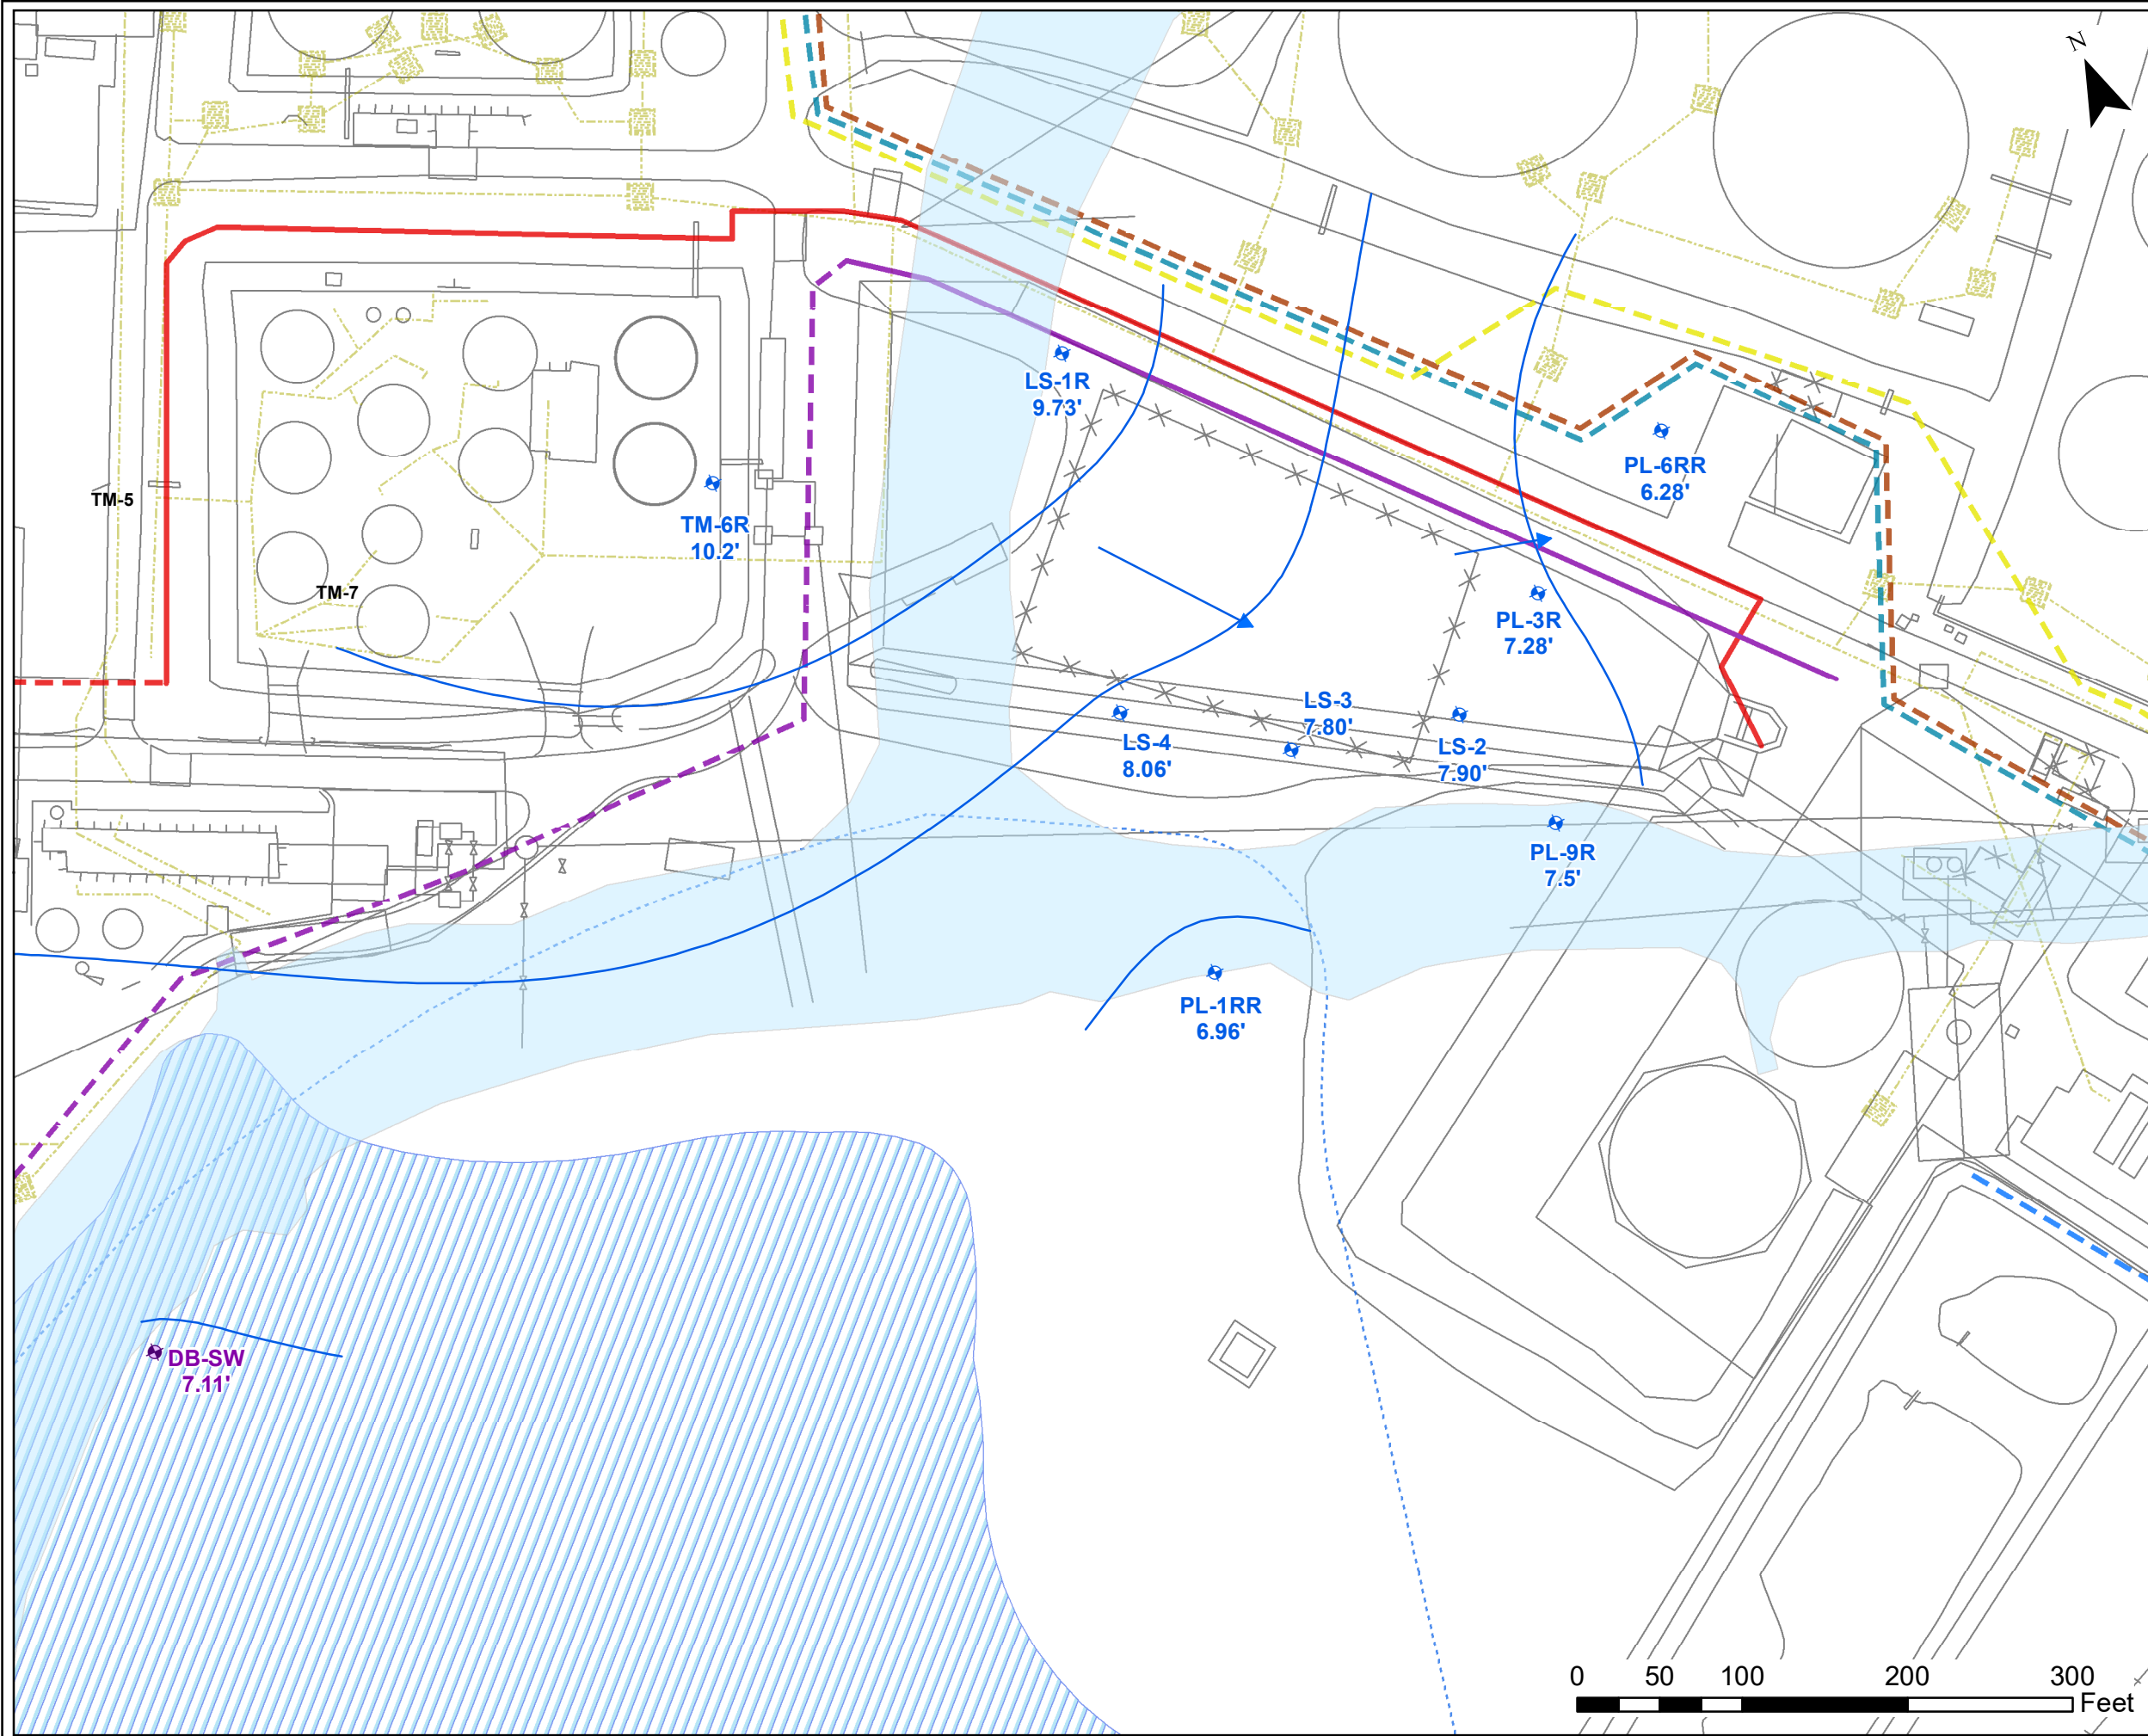 N
LS-1R
9.73'
PL-6RR
6.28'
TM-5
TM-6R
10.2'
TM-7
PL-3R
7.28'
LS-3
7.80'
LS-4
8.06'
LS-2
7.90'
PL-9R
7.5'
PL-1RR
6.96'
DB-SW
7.11'
0 50 100 200 300
Feet